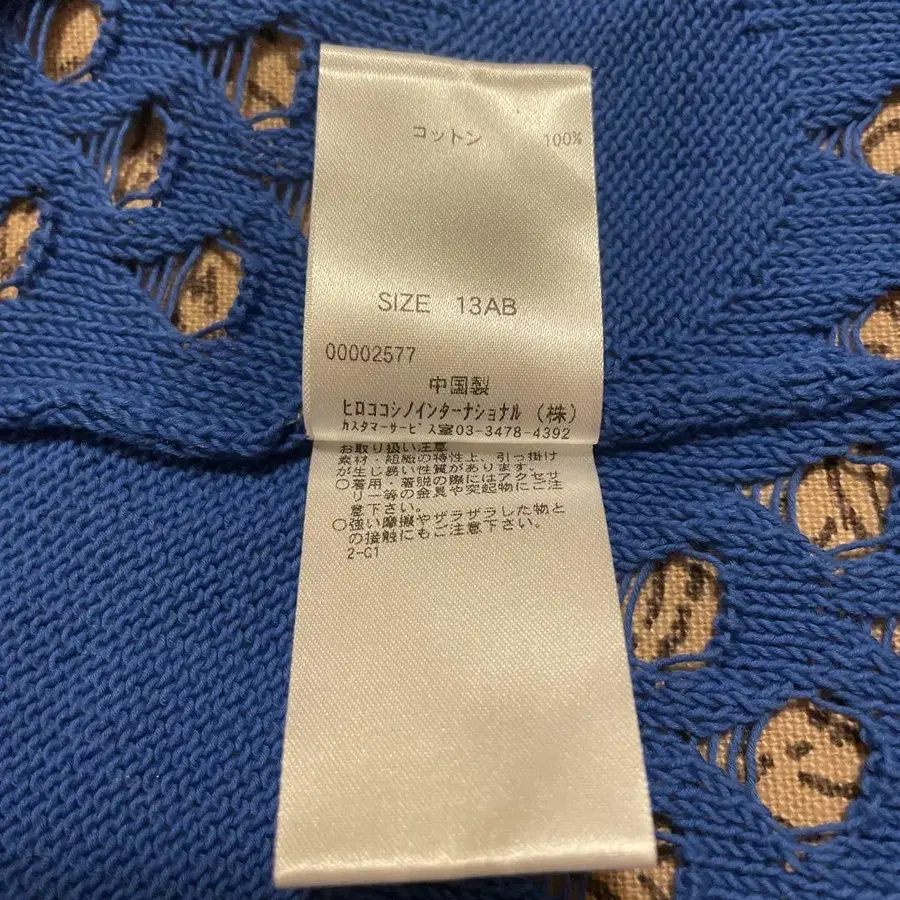 コットン 100%
SIZE 13AB
00002577
中国製
ヒロココシノインターナショナル(株)
カスタマーサービス室03-3478-4392
お取り扱い注意
素材・組織の特性上、引っ掛け
が生じ易い性質があります。
○着用・着脱の際にはアクセサ
リー等の金具や突起物にご注
意下さい。
○強い摩擦やザラザラした物と
の接触にもご注意下さい。
2-G1